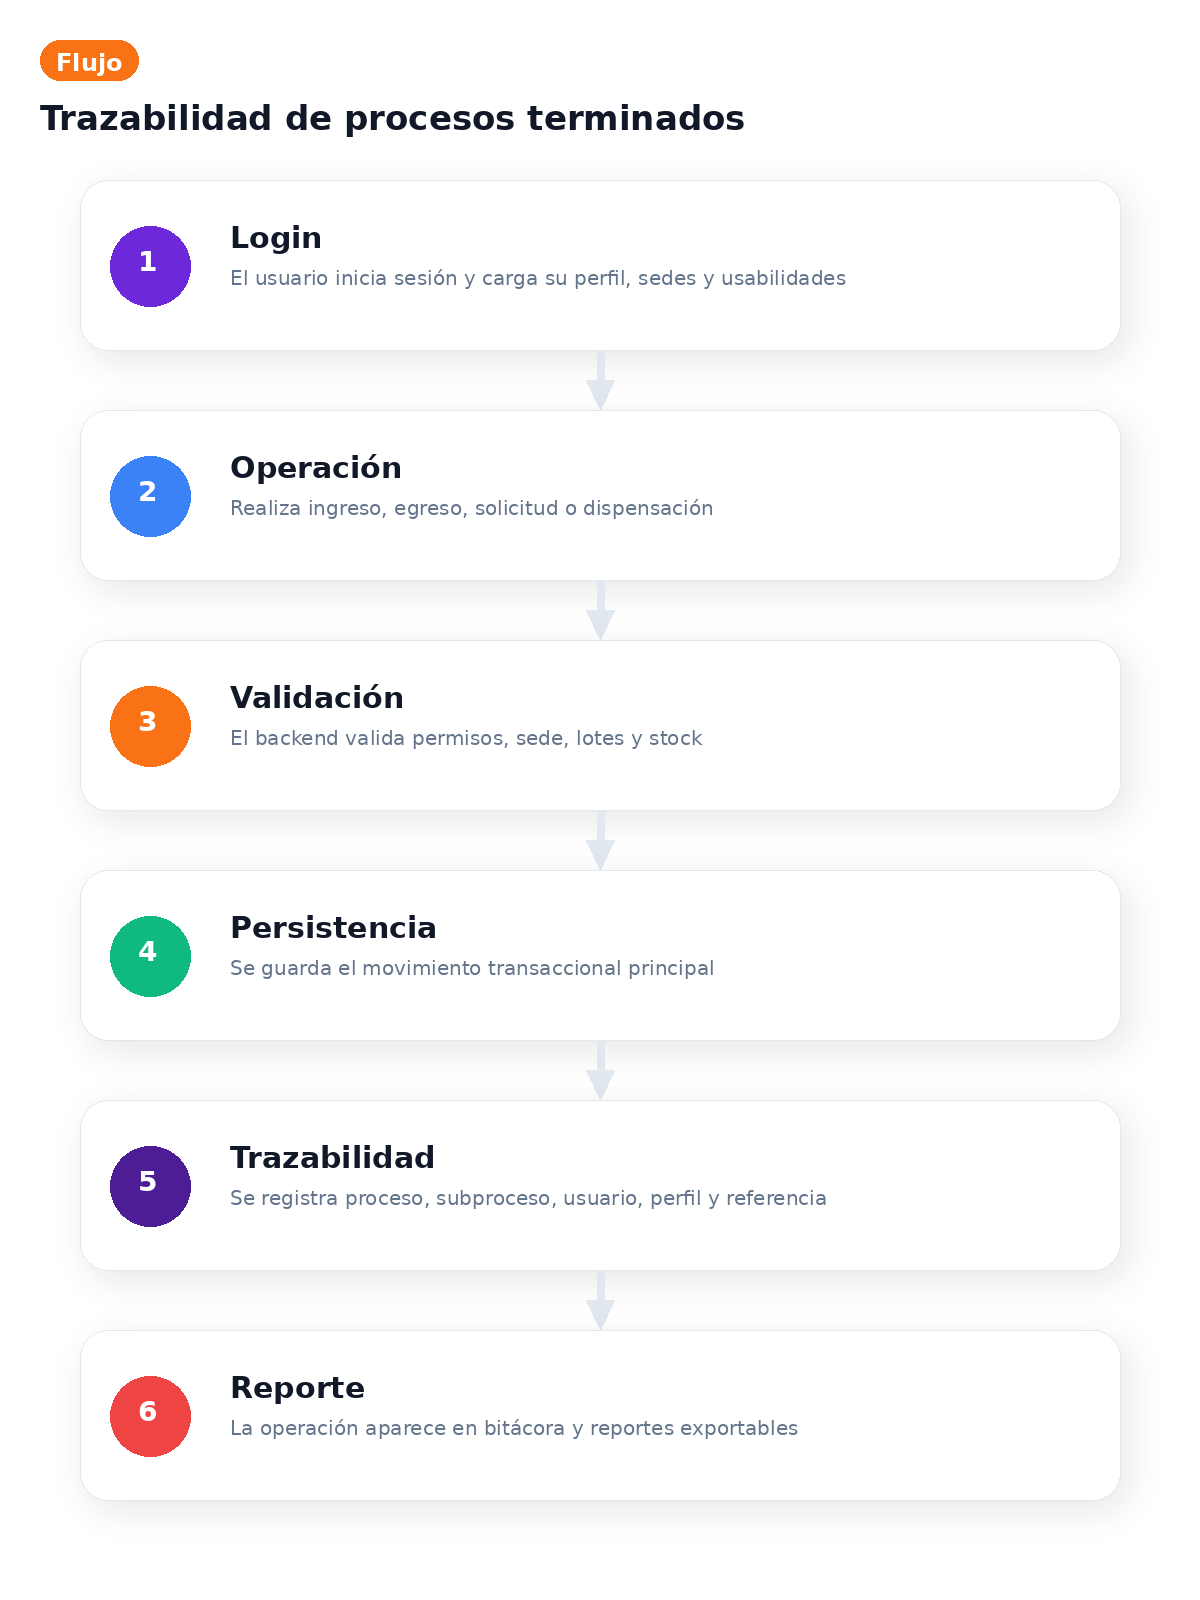 Flujo
Trazabilidad de procesos terminados
1
Login
El usuario inicia sesión y carga su perfil, sedes y usabilidades
2
Operación
Realiza ingreso, egreso, solicitud o dispensación
3
Validación
El backend valida permisos, sede, lotes y stock
4
Persistencia
Se guarda el movimiento transaccional principal
5
Trazabilidad
Se registra proceso, subproceso, usuario, perfil y referencia
6
Reporte
La operación aparece en bitácora y reportes exportables